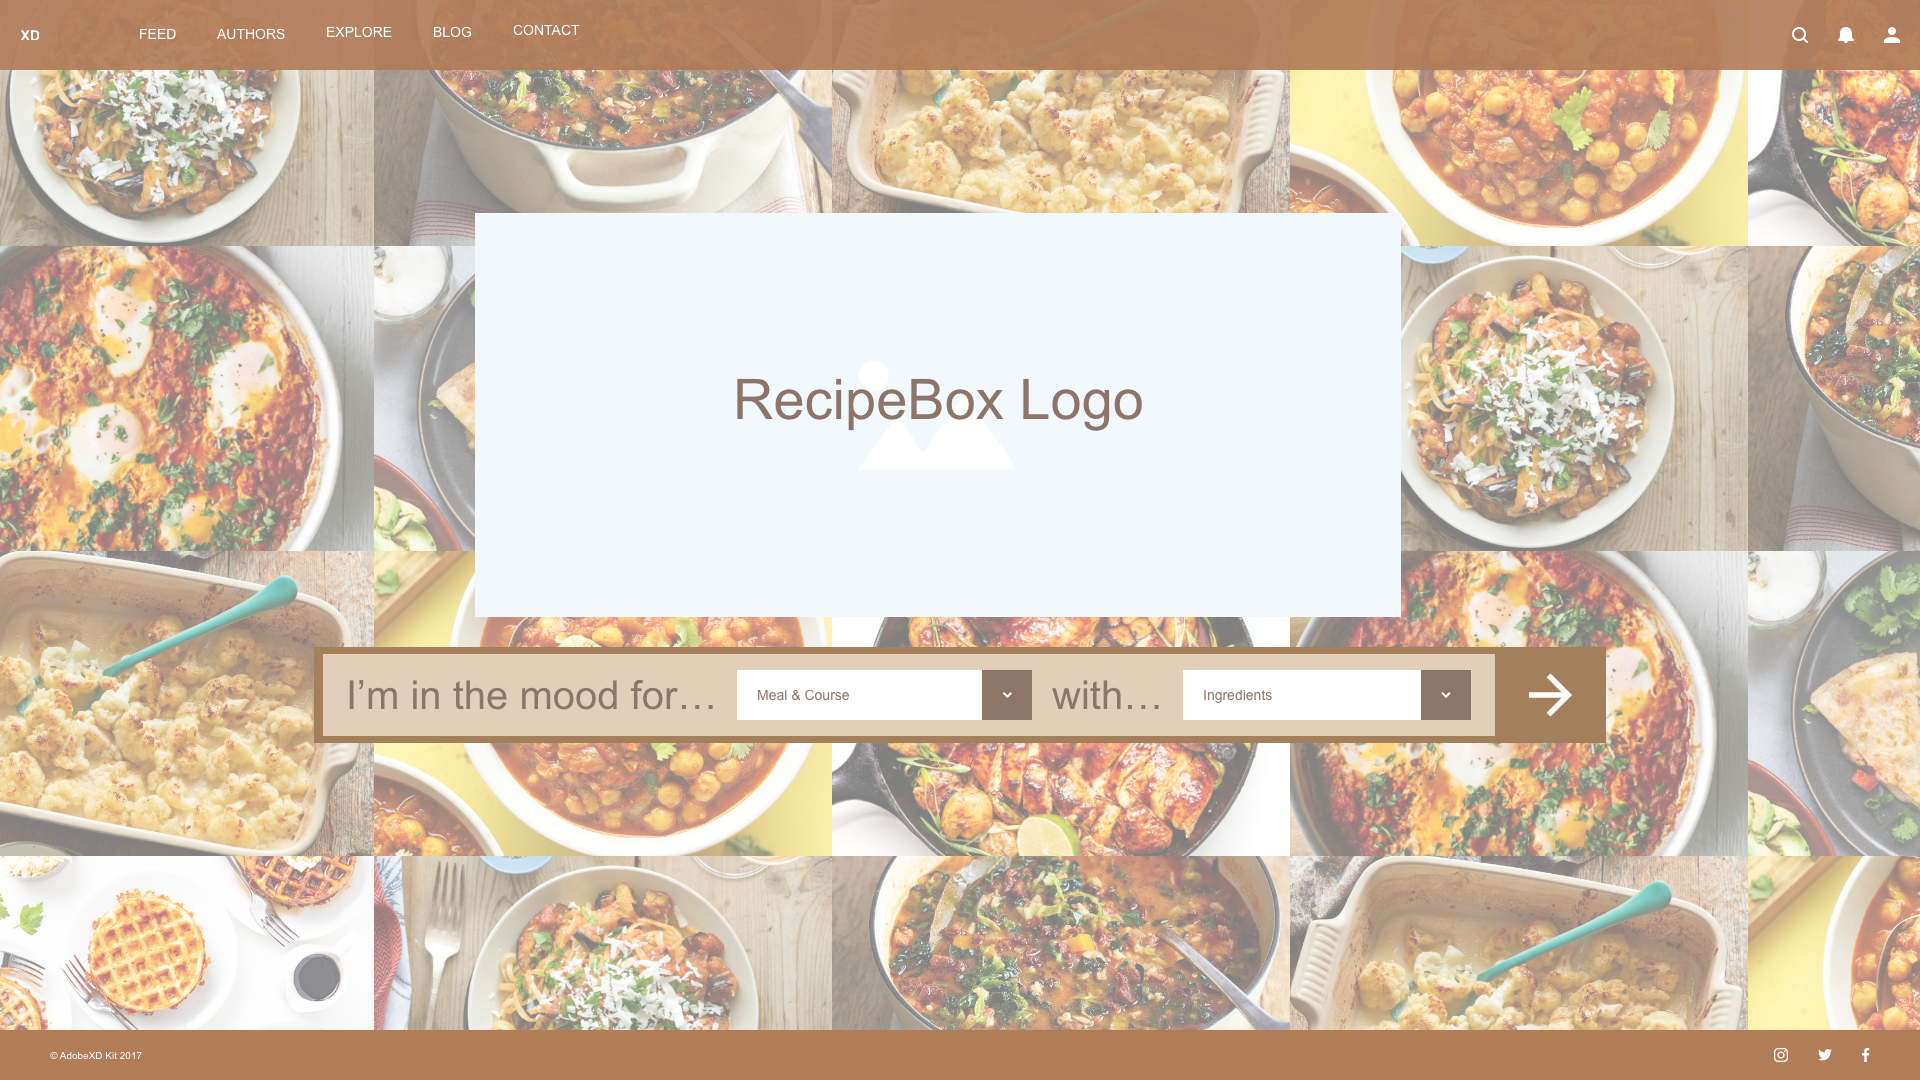 XD
FEED
AUTHORS
EXPLORE
BLOG
CONTACT
RecipeBox Logo
I’m in the mood for…
Meal & Course
with…
Ingredients
© AdobeXD Kit 2017